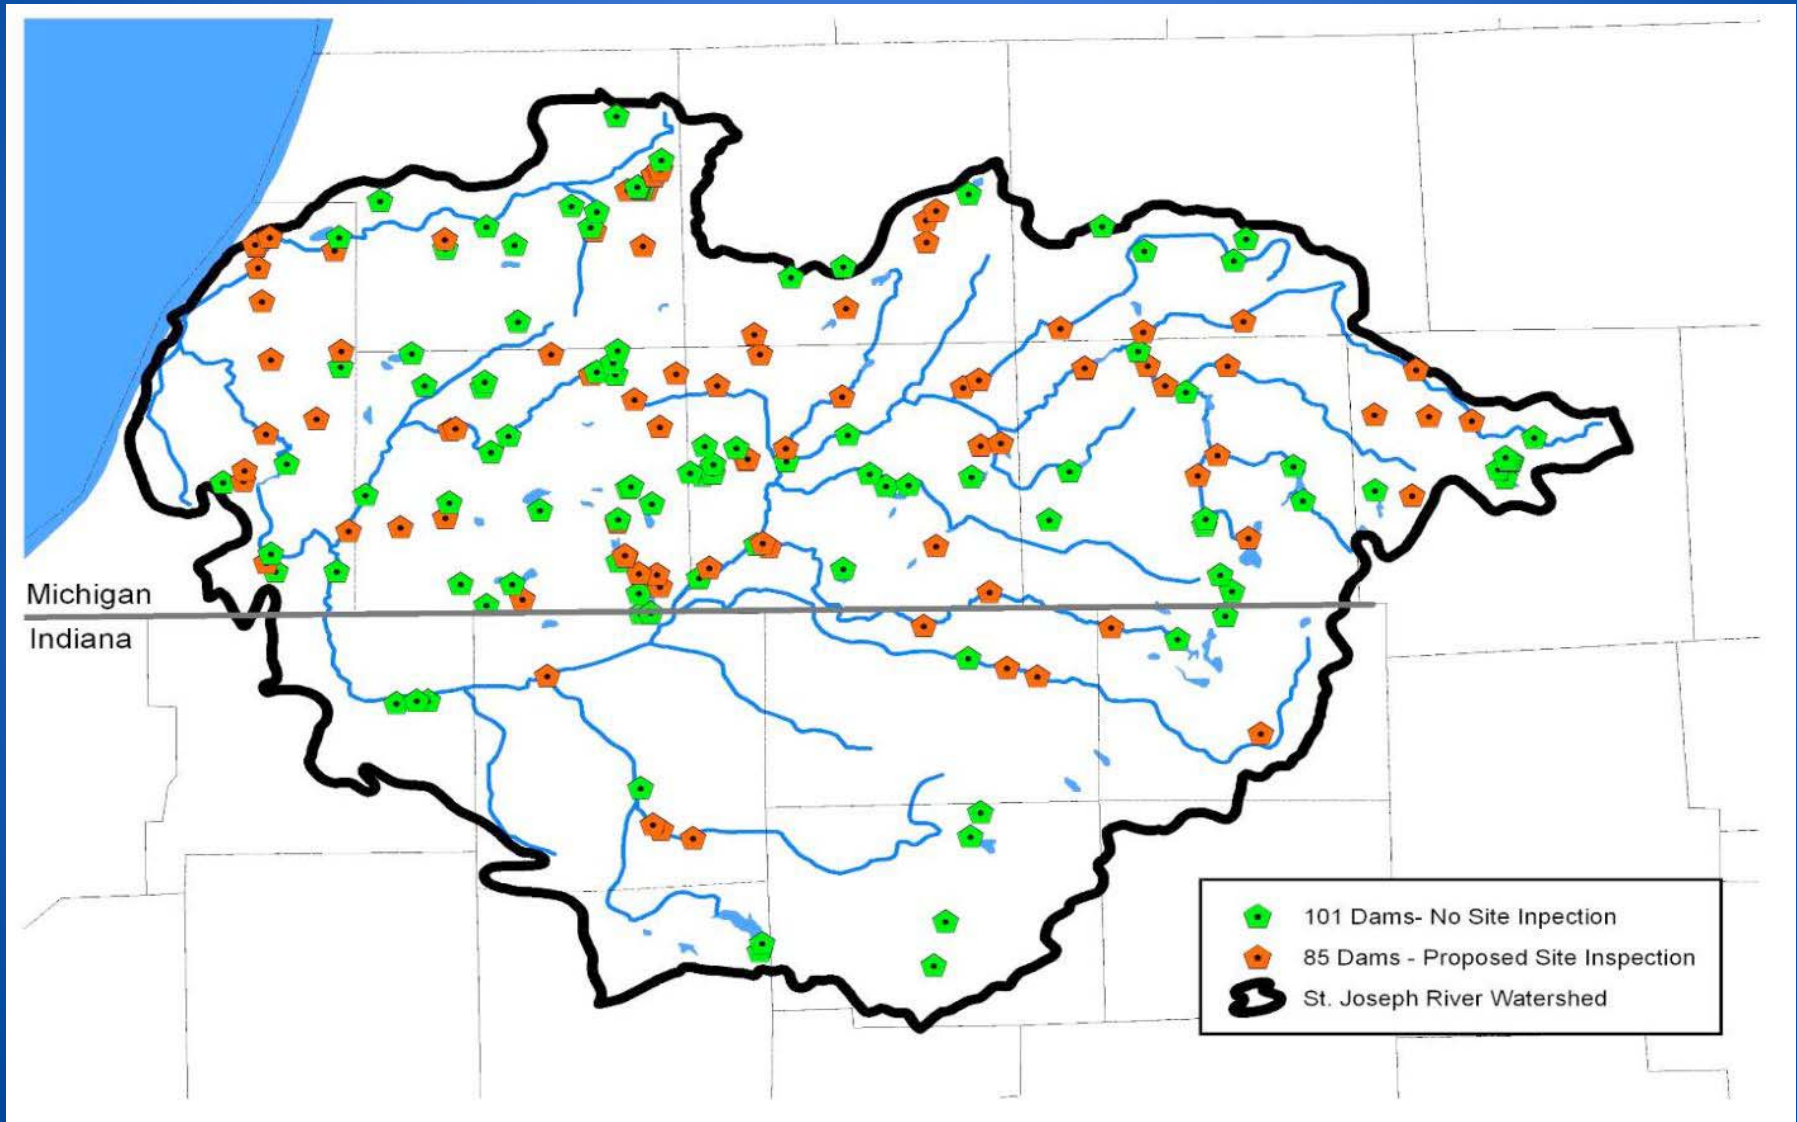 Michigan
Indiana
101 Dams- No Site Inpection
85 Dams - Proposed Site Inspection
St. Joseph River Watershed